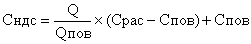 Сндс = Q/Qпов × (Срас − Спов) + Спов